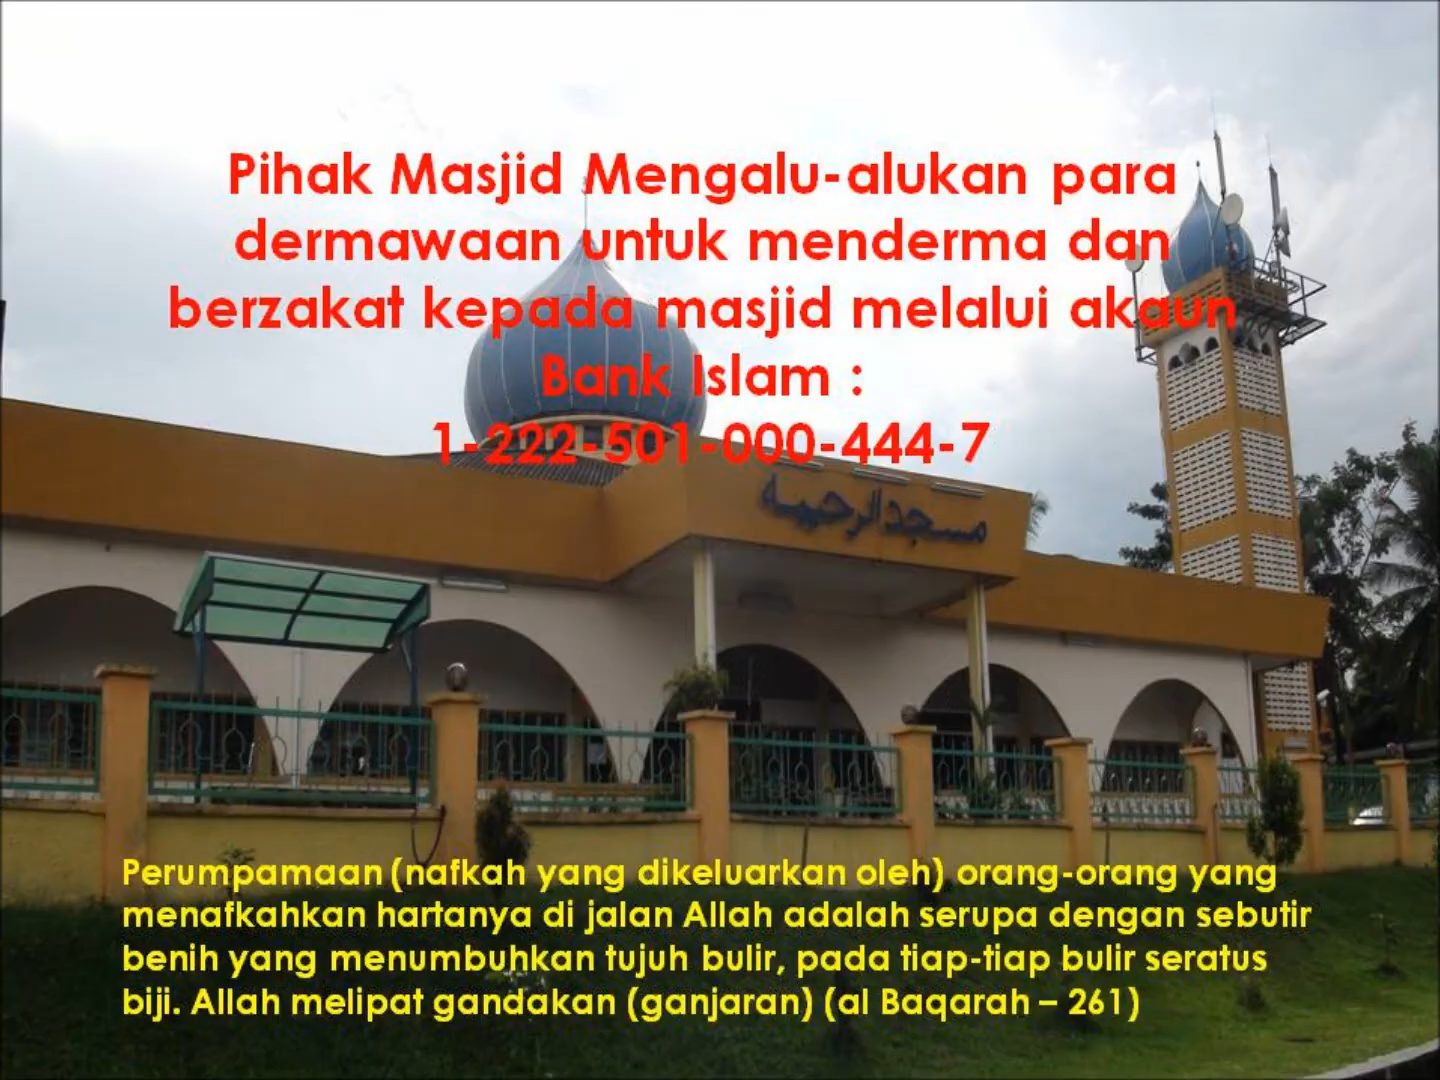 Pihak Masjid Mengalu-alukan para
dermawaan untuk menderma dan
berzakat kepada masjid melalui akaun
Bank Islam :
1-222-501-000-444-7
مسجد الرحيمية
Perumpamaan (nafkah yang dikeluarkan oleh) orang-orang yang
menafkahkan hartanya di jalan Allah adalah serupa dengan sebutir
benih yang menumbuhkan tujuh bulir, pada tiap-tiap bulir seratus
biji. Allah melipat gandakan (ganjaran) (al Baqarah – 261)